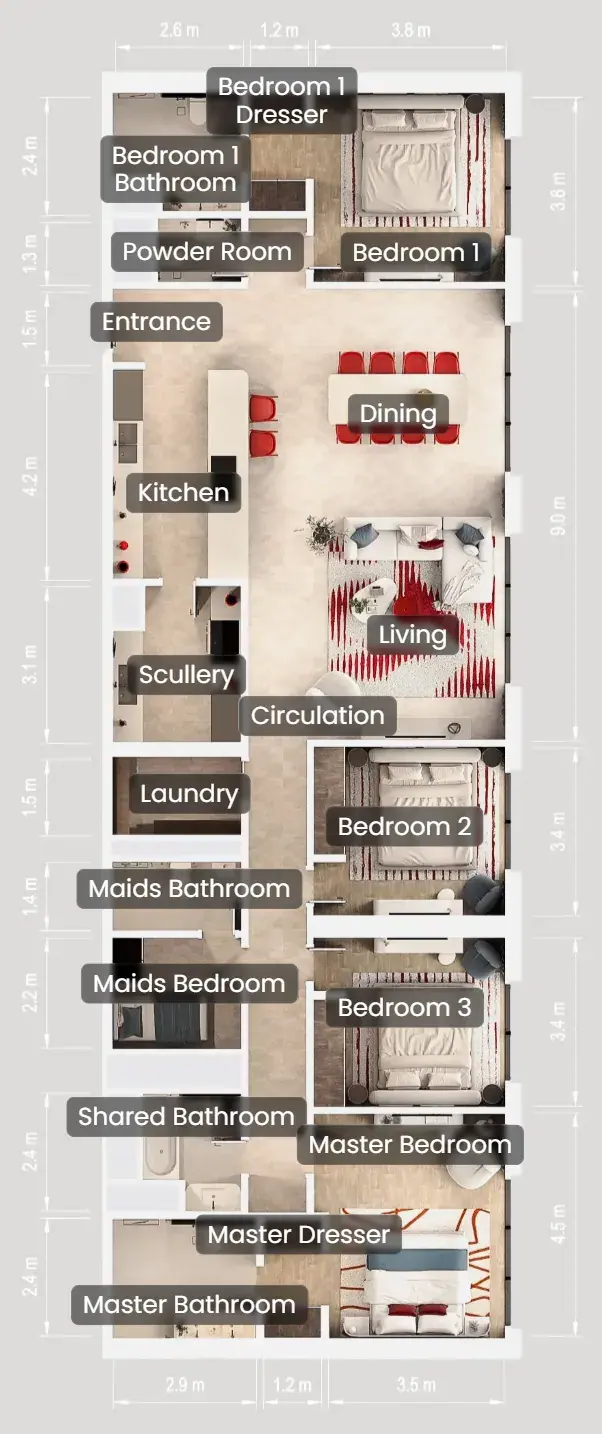 2.6 m
1.2 m
3.8 m
Bedroom 1
Dresser
2.4 m
Bedroom 1
Bathroom
3.8 m
1.3 m
Powder Room
Bedroom 1
1.5 m
Entrance
Dining
4.2 m
Kitchen
9.0 m
Living
3.1 m
Scullery
Circulation
1.5 m
Laundry
Bedroom 2
3.4 m
1.4 m
Maids Bathroom
2.2 m
Maids Bedroom
Bedroom 3
3.4 m
Shared Bathroom
2.4 m
Master Bedroom
Master Dresser
4.5 m
2.4 m
Master Bathroom
2.9 m
1.2 m
3.5 m